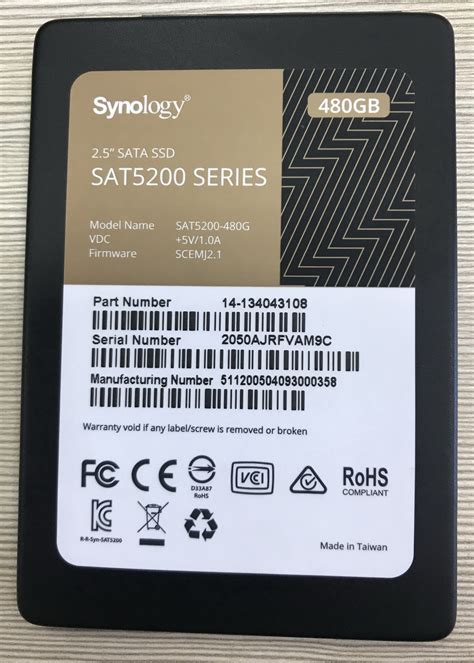 Synology®
480GB
2.5” SATA SSD
SAT5200 SERIES
Model Name SAT5200-480G
VDC +5V/1.0A
Firmware SCEMJ2.1
Part Number 14-134043108
Serial Number 2050AJRFVAM9C
Manufacturing Number 511200504093000358
Warranty void if any label/screw is removed or broken
FC CE D33A87 RoHS VCI RoHS COMPLIANT
R-R-Syn-SAT5200
Made in Taiwan